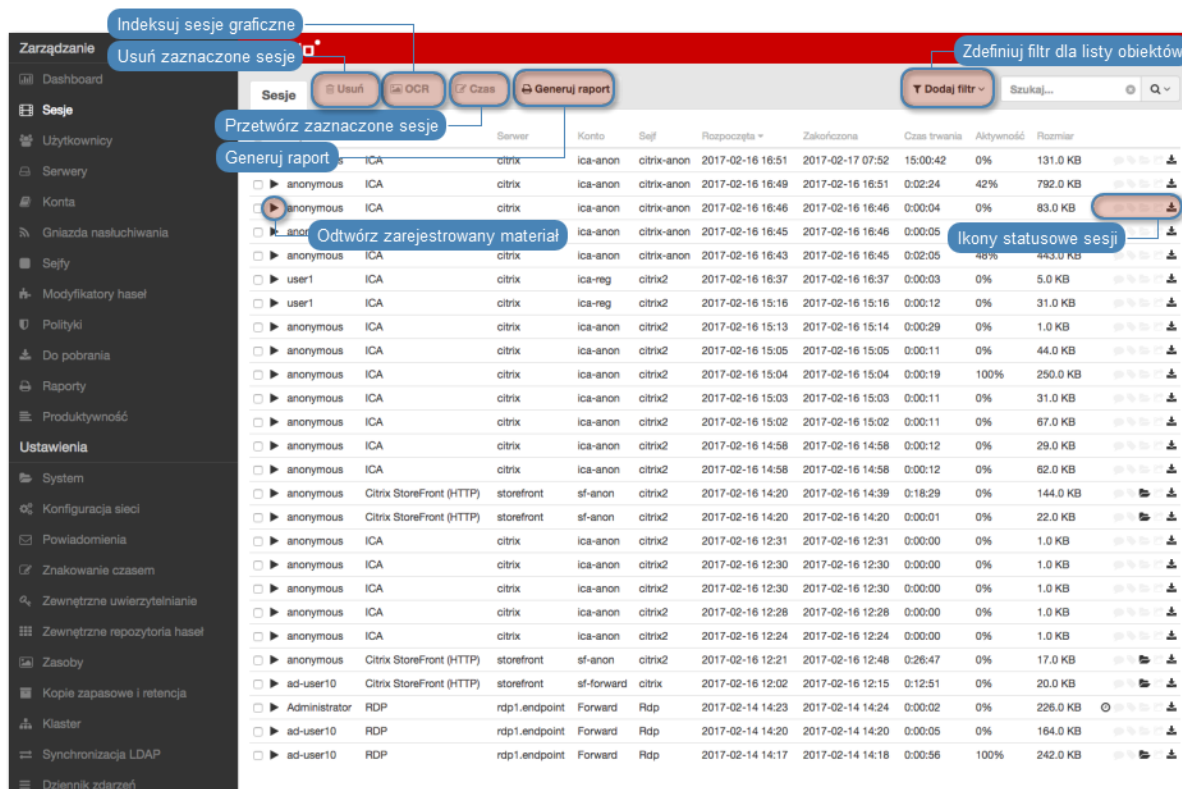 Indeksuj sesje graficzne
Zarządzanie
Usuń zaznaczone sesje
Zdefiniuj filtr dla listy obiektów
Dashboard
Sesje
Usuń
OCR
Czas
Generuj raport
Dodaj filtr
Szukaj...
Sesje
Przetwórz zaznaczone sesje
Generuj raport
Użytkownicy
Serwer Konto Sejf Rozpoczęta Zakończona Czas trwania Aktywność Rozmiar
ICA citrix ica-anon citrix-anon 2017-02-16 16:51 2017-02-17 07:52 15:00:42 0% 131.0 KB
Serwery
anonymous ICA citrix ica-anon citrix-anon 2017-02-16 16:49 2017-02-16 16:51 0:02:24 42% 792.0 KB
Konta
anonymous ICA citrix ica-anon citrix-anon 2017-02-16 16:46 2017-02-16 16:46 0:00:04 0% 83.0 KB
Gniazda nasłuchiwania
Odtwórz zarejestrowany materiał
ica-anon citrix-anon 2017-02-16 16:45 2017-02-16 16:46 0:00:05
Ikony statusowe sesji
Sejfy
anonymous ICA citrix ica-anon citrix-anon 2017-02-16 16:43 2017-02-16 16:45 0:02:05 48% 443.0 KB
user1 ICA citrix ica-reg citrix2 2017-02-16 16:37 2017-02-16 16:37 0:00:03 0% 5.0 KB
Modyfikatory haseł
user1 ICA citrix ica-reg citrix2 2017-02-16 15:16 2017-02-16 15:16 0:00:12 0% 31.0 KB
Polityki
anonymous ICA citrix ica-anon citrix2 2017-02-16 15:13 2017-02-16 15:14 0:00:29 0% 1.0 KB
Do pobrania
anonymous ICA citrix ica-anon citrix2 2017-02-16 15:05 2017-02-16 15:05 0:00:11 0% 44.0 KB
anonymous ICA citrix ica-anon citrix2 2017-02-16 15:04 2017-02-16 15:04 0:00:19 100% 250.0 KB
Raporty
anonymous ICA citrix ica-anon citrix2 2017-02-16 15:03 2017-02-16 15:03 0:00:11 0% 31.0 KB
Produktywność
anonymous ICA citrix ica-anon citrix2 2017-02-16 15:02 2017-02-16 15:02 0:00:11 0% 67.0 KB
Ustawienia
anonymous ICA citrix ica-anon citrix2 2017-02-16 14:58 2017-02-16 14:58 0:00:12 0% 29.0 KB
anonymous ICA citrix ica-anon citrix2 2017-02-16 14:58 2017-02-16 14:58 0:00:12 0% 62.0 KB
System
anonymous Citrix StoreFront (HTTP) storefront sf-anon citrix2 2017-02-16 14:20 2017-02-16 14:39 0:18:29 0% 144.0 KB
Konfiguracja sieci
anonymous Citrix StoreFront (HTTP) storefront sf-anon citrix2 2017-02-16 14:20 2017-02-16 14:20 0:00:01 0% 22.0 KB
Powiadomienia
anonymous ICA citrix ica-anon citrix2 2017-02-16 12:31 2017-02-16 12:31 0:00:00 0% 1.0 KB
Znakowanie czasem
anonymous ICA citrix ica-anon citrix2 2017-02-16 12:30 2017-02-16 12:30 0:00:00 0% 1.0 KB
anonymous ICA citrix ica-anon citrix2 2017-02-16 12:30 2017-02-16 12:30 0:00:00 0% 1.0 KB
Zewnętrzne uwierzytelnianie
anonymous ICA citrix ica-anon citrix2 2017-02-16 12:28 2017-02-16 12:28 0:00:00 0% 1.0 KB
Zewnętrzne repozytoria haseł
anonymous ICA citrix ica-anon citrix2 2017-02-16 12:24 2017-02-16 12:24 0:00:00 0% 1.0 KB
Zasoby
anonymous Citrix StoreFront (HTTP) storefront sf-anon citrix2 2017-02-16 12:21 2017-02-16 12:48 0:26:47 0% 17.0 KB
Kopie zapasowe i retencja
ad-user10 Citrix StoreFront (HTTP) storefront sf-forward citrix 2017-02-16 12:02 2017-02-16 12:15 0:12:51 0% 20.0 KB
Klaster
Administrator RDP rdp1.endpoint Forward Rdp 2017-02-14 14:23 2017-02-14 14:24 0:00:02 0% 226.0 KB
ad-user10 RDP rdp1.endpoint Forward Rdp 2017-02-14 14:20 2017-02-14 14:20 0:00:05 0% 164.0 KB
Synchronizacja LDAP
ad-user10 RDP rdp1.endpoint Forward Rdp 2017-02-14 14:17 2017-02-14 14:18 0:00:56 100% 242.0 KB
Dziennik zdarzeń